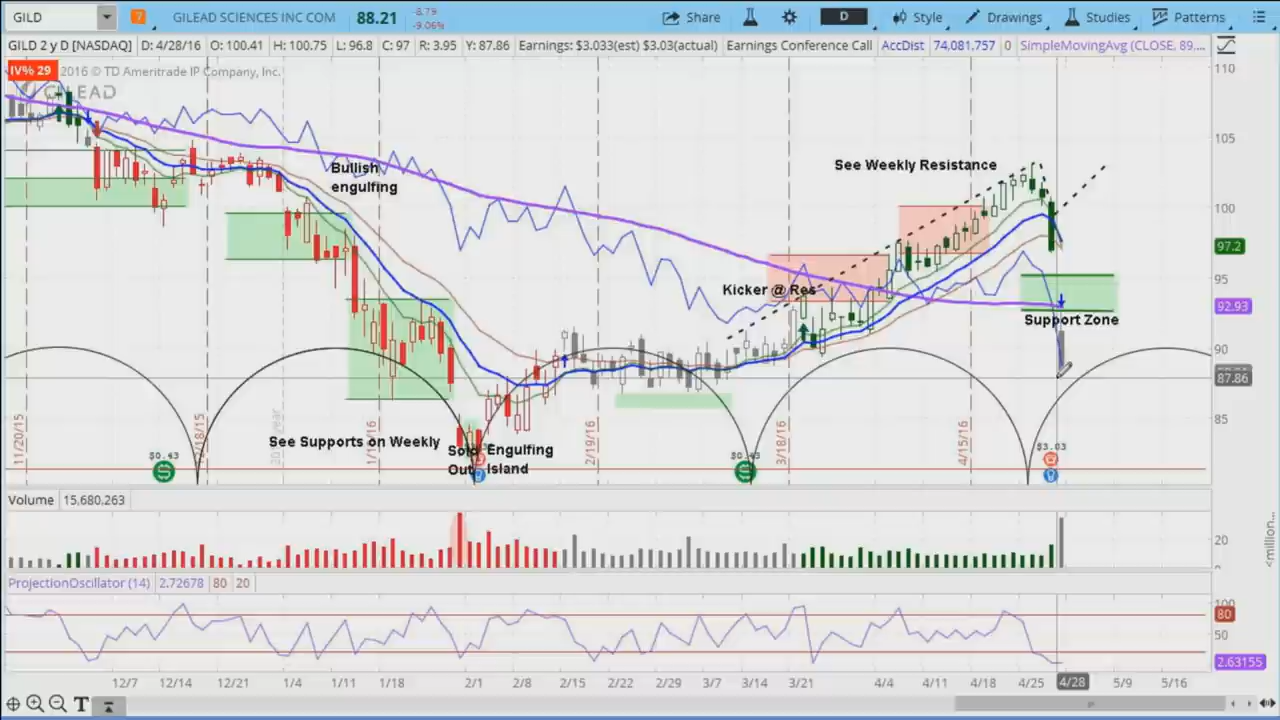 GILD
7
GILEAD SCIENCES INC COM
88.21
-8.79
-9.06%
Share
D
Style
Drawings
Studies
Patterns
GILD 2 y D [NASDAQ] D: 4/28/16 O: 100.41 H: 100.75 L: 96.8 C: 97 R: 3.95 Y: 87.86 Earnings: $3.033(est) $3.03(actual) Earnings Conference Call AccDist 74,081,757 0 SimpleMovingAvg (CLOSE, 89,...
IV% 29 2016 © TD Ameritrade IP Company, Inc.
GILEAD
110
105
100
97.2
95
92.93
90
87.86
85
Bullish
engulfing
See Weekly Resistance
Kicker @ Res
Support Zone
See Supports on Weekly
Sold
Out
Engulfing
Island
11/20/15
1/16
2/19/16
3/18/16
4/15/16
$0.43
$3.03
Volume 15,680.263
20
ProjectionOscillator (14) 2.72678 80 20
100
80
50
2.63155
12/7 12/14 12/21 1/4 1/11 1/18 2/1 2/8 2/15 2/22 2/29 3/7 3/14 3/21 4/4 4/11 4/18 4/25 4/28 5/9 5/16
T